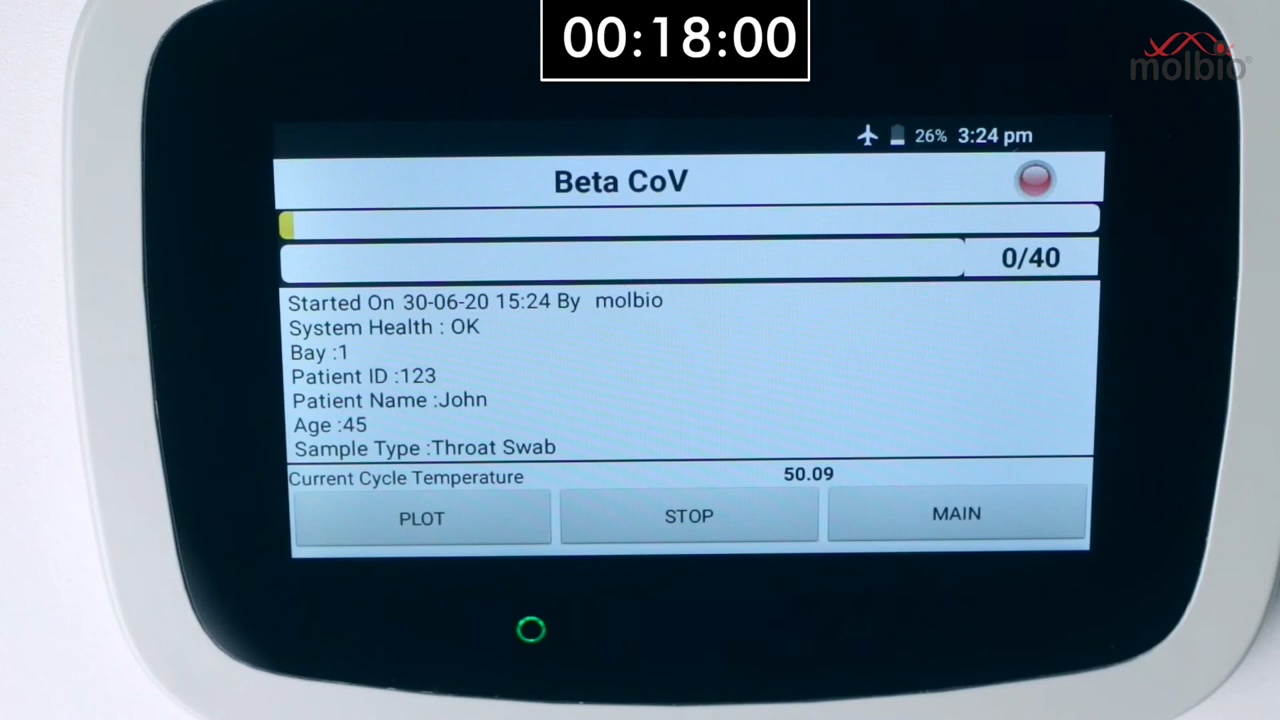 00:18:00
molbio®
26% 3:24 pm
Beta CoV
0/40
Started On 30-06-20 15:24 By molbio
System Health : OK
Bay :1
Patient ID :123
Patient Name :John
Age :45
Sample Type :Throat Swab
Current Cycle Temperature 50.09
PLOT STOP MAIN